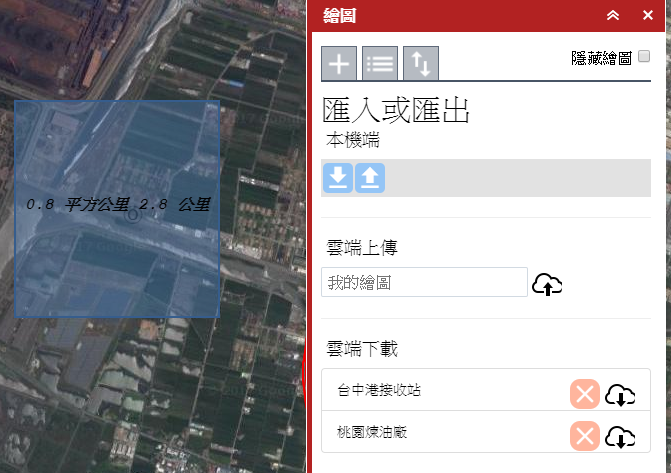 繪圖
隱藏繪圖
匯入或匯出
本機端
0.8 平方公里 2.8 公里
雲端上傳
我的繪圖
雲端下載
台中港接收站
桃園煉油廠